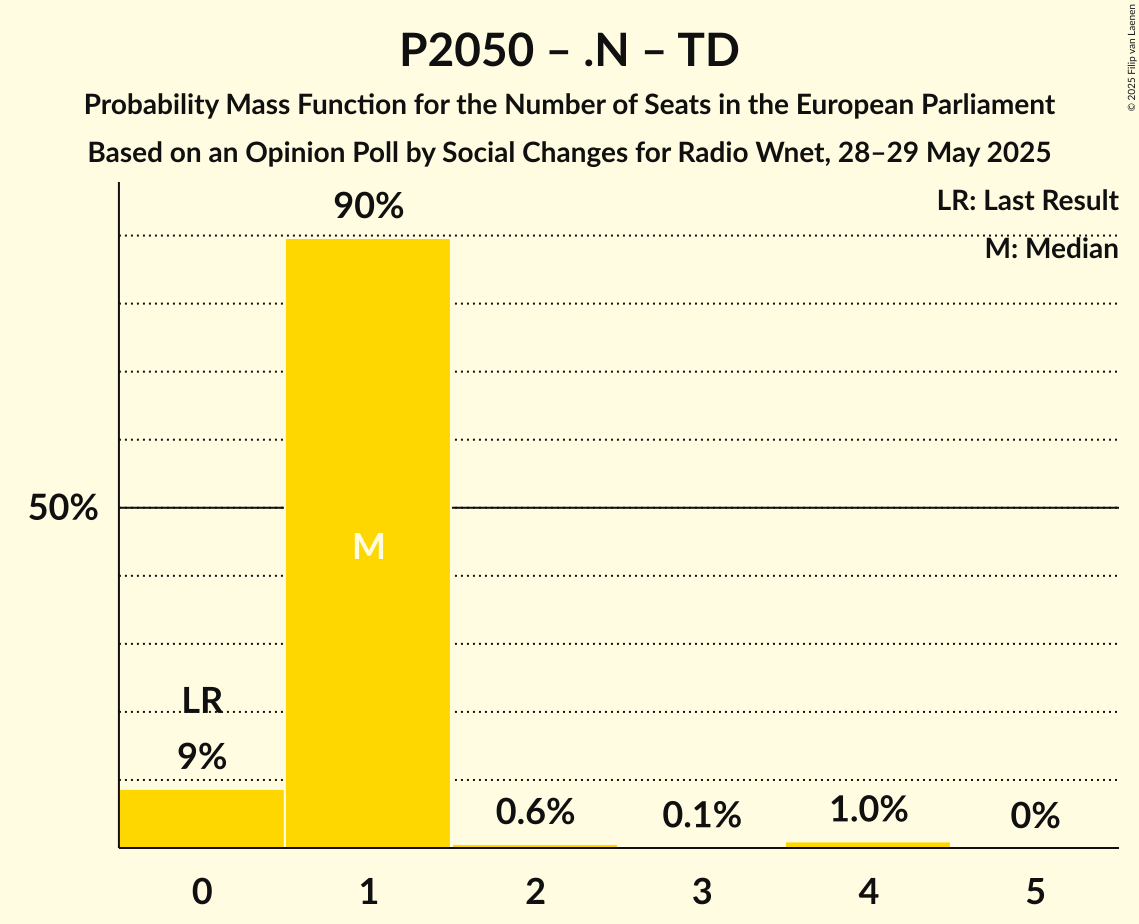 P2050 – .N – TD
Probability Mass Function for the Number of Seats in the European Parliament
Based on an Opinion Poll by Social Changes for Radio Wnet, 28–29 May 2025
© 2025 Filip van Laenen
LR: Last Result
M: Median
90%
50%
M
LR
9%
0.6%
0.1%
1.0%
0%
0 1 2 3 4 5